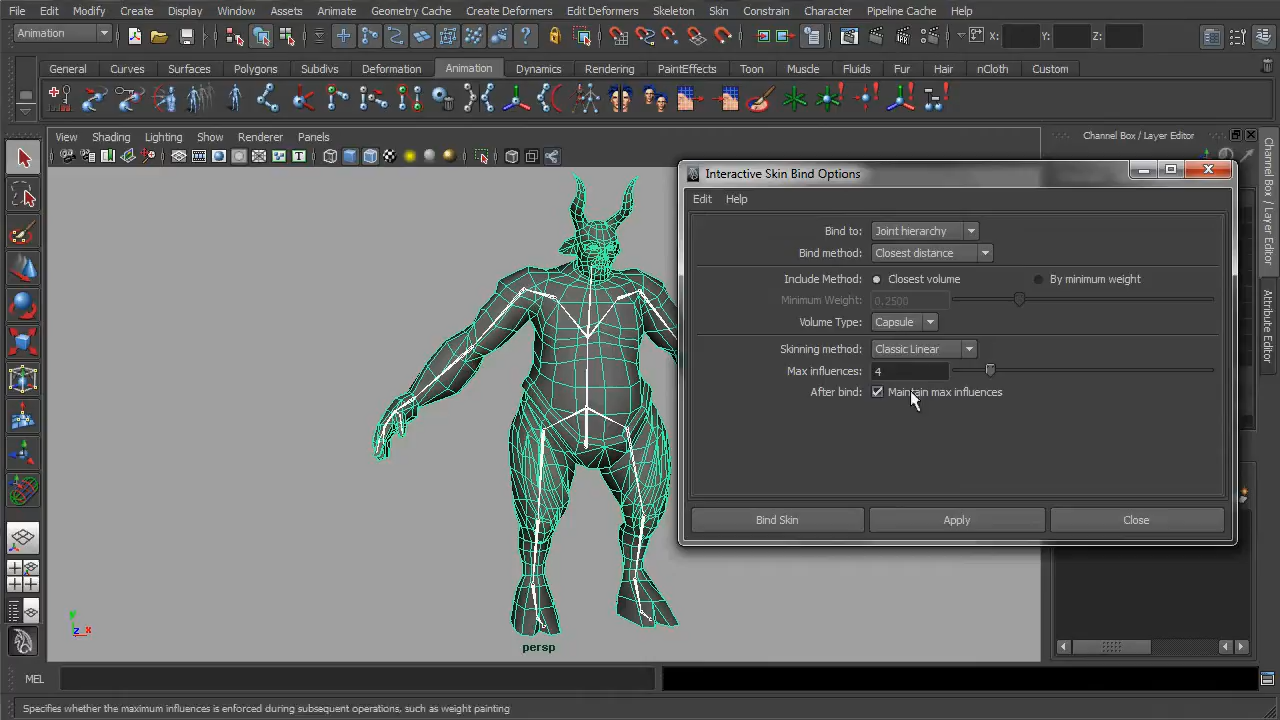 File Edit Modify Create Display Window Assets Animate Geometry Cache Create Deformers Edit Deformers Skeleton Skin Constrain Character Pipeline Cache Help
Animation X: Y: Z:
General Curves Surfaces Polygons Subdivs Deformation Animation Dynamics Rendering PaintEffects Toon Muscle Fluids Fur Hair nCloth Custom
View Shading Lighting Show Renderer Panels
Channel Box / Layer Editor
Interactive Skin Bind Options
Edit Help
Bind to: Joint hierarchy
Bind method: Closest distance
Include Method: Closest volume By minimum weight
Minimum Weight: 0.2500
Volume Type: Capsule
Skinning method: Classic Linear
Max influences: 4
After bind: Maintain max influences
Bind Skin Apply Close
Channel Box / Layer Editor
Attribute Editor
y
z x
persp
MEL
Specifies whether the maximum influences is enforced during subsequent operations, such as weight painting